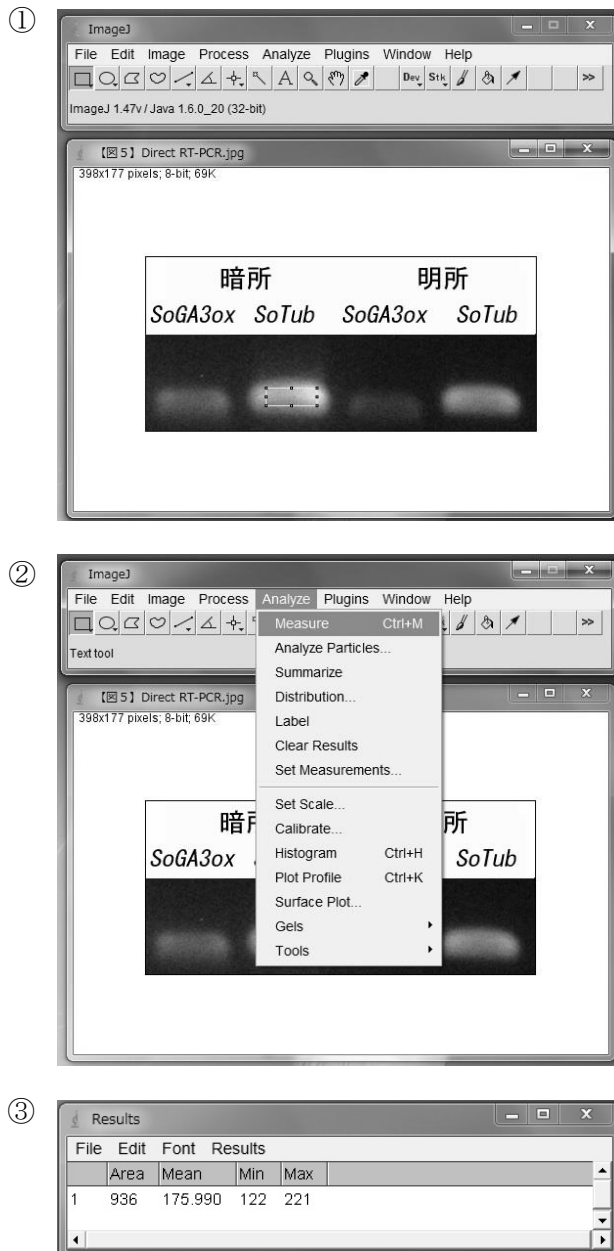 ①
ImageJ
File Edit Image Process Analyze Plugins Window Help
A Dev Stk >>
ImageJ 1.47v / Java 1.6.0_20 (32-bit)
【図5】Direct RT-PCR.jpg
398x177 pixels; 8-bit; 69K
暗所 明所
SoGA3ox SoTub SoGA3ox SoTub
②
ImageJ
File Edit Image Process Analyze Plugins Window Help
>>
Text tool
Measure Ctrl+M
Analyze Particles...
Summarize
Distribution...
Label
Clear Results
Set Measurements...
Set Scale...
Calibrate...
Histogram Ctrl+H
Plot Profile Ctrl+K
Surface Plot...
Gels
Tools
【図5】Direct RT-PCR.jpg
398x177 pixels; 8-bit; 69K
暗 所
SoGA3ox SoTub
③
Results
File Edit Font Results
Area Mean Min Max
1 936 175.990 122 221